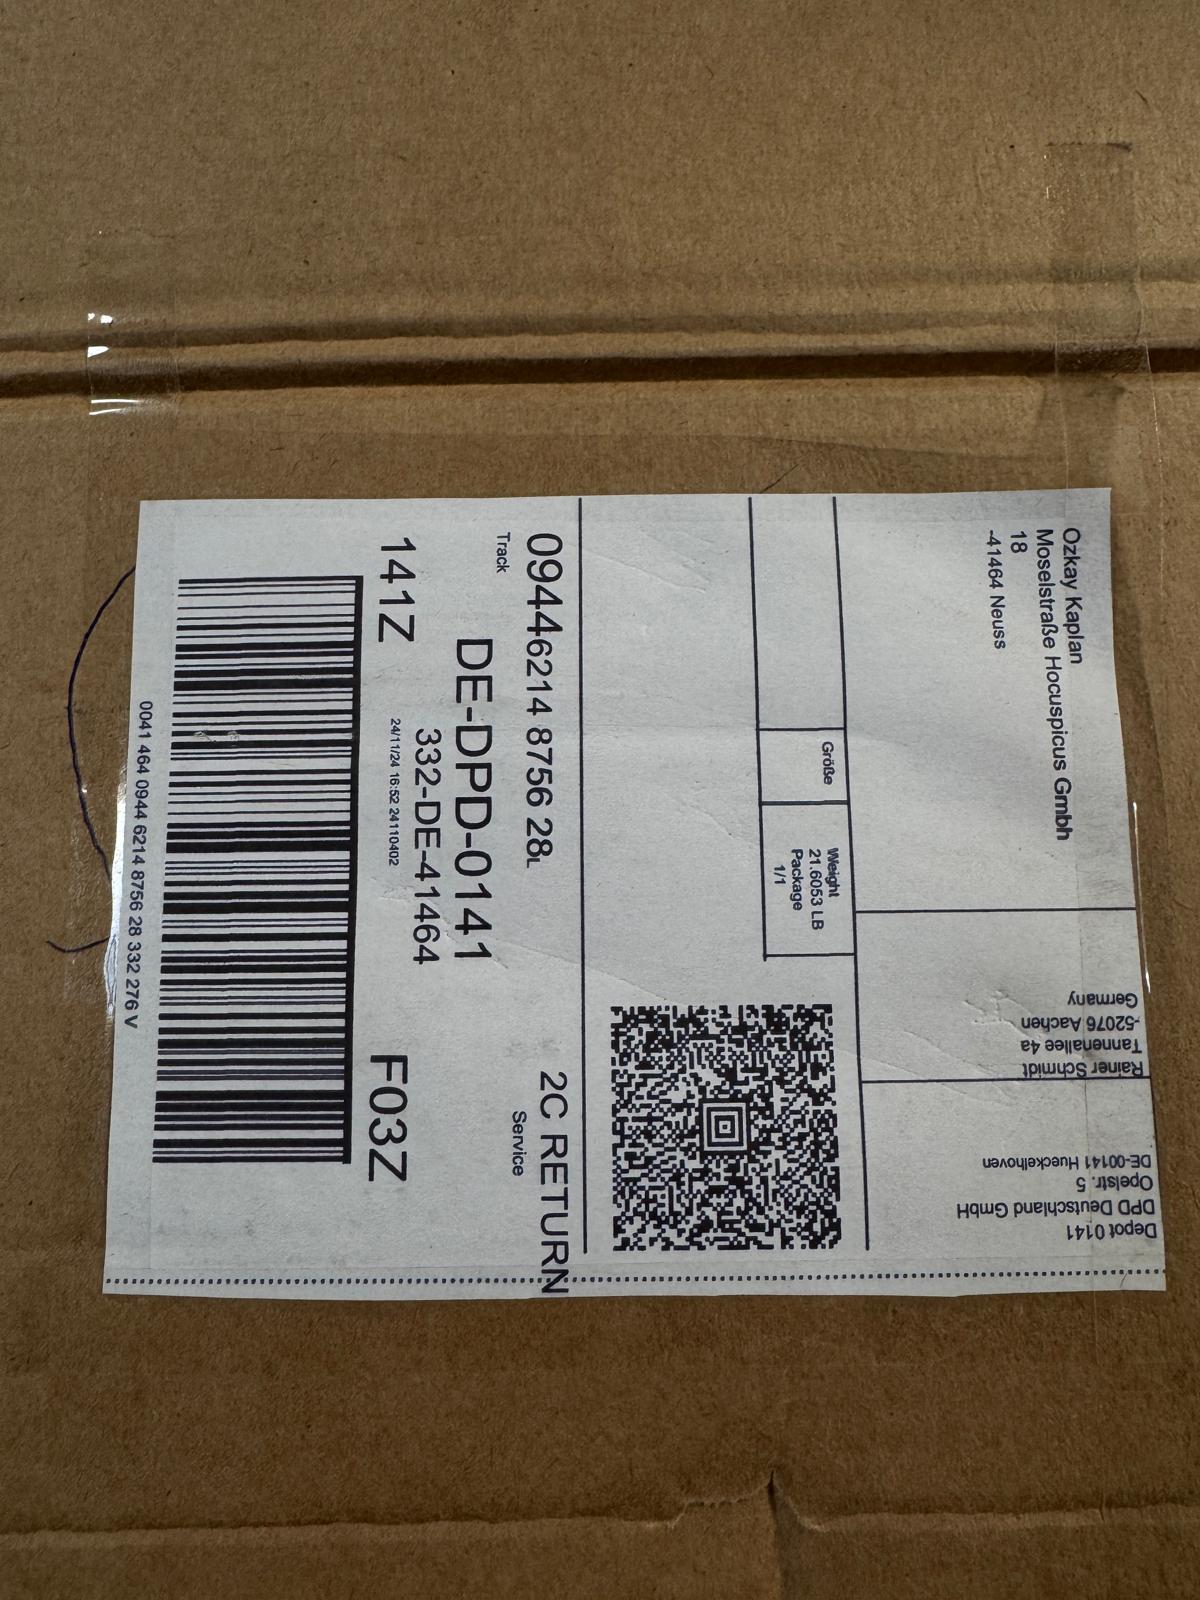 Ozkay Kaplan
Moselstraße Hocuspicus Gmbh
18
-41464 Neuss
Rainer Schmidt
Tannenallee 4a
-52076 Aachen
Germany
Depot 0141
DPD Deutschland GmbH
Opelstr. 5
DE-00141 Hueckelhoven
Größe
Weight
21.6053 LB
Package
1/1
09446214 8756 28L
Track
2C RETURN
Service
DE-DPD-0141
332-DE-41464
24/11/24 16:52 24110402
141Z
F03Z
0041 464 0944 6214 8756 28 332 276 V